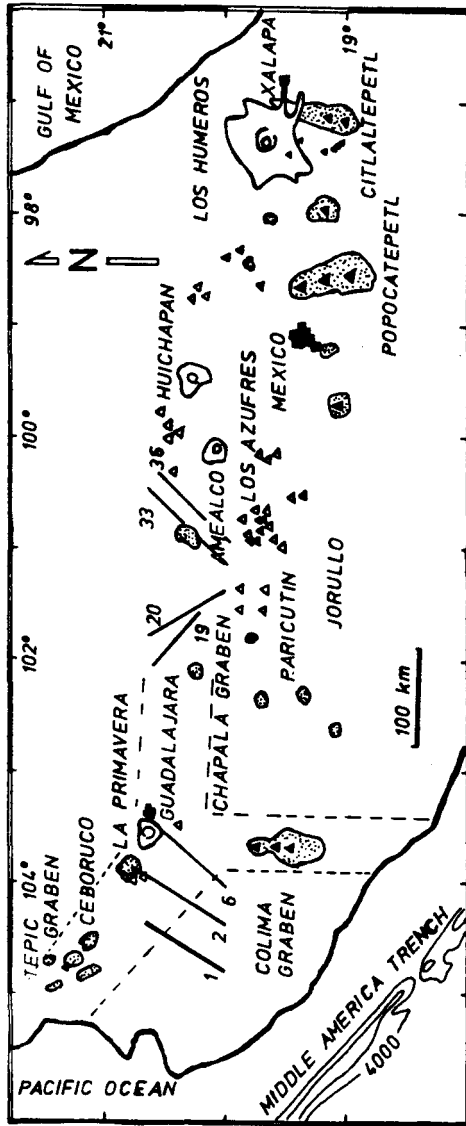 21°
19°
98°
100°
102°
104°
GULF OF
MEXICO
N
LOS HUMEROS
XALAPA
CITLALTEPETL
POPOCATEPETL
HUICHAPAN
MEXICO
LOS AZUFRES
AMEALCO
36
33
20
19
JORULLO
PARICUTIN
CHAPALA GRABEN
GUADALAJARA
LA PRIMAVERA
CEBORUCO
TEPIC
GRABEN
1
2
6
COLIMA
GRABEN
100 km
PACIFIC OCEAN
MIDDLE AMERICA TRENCH
4000